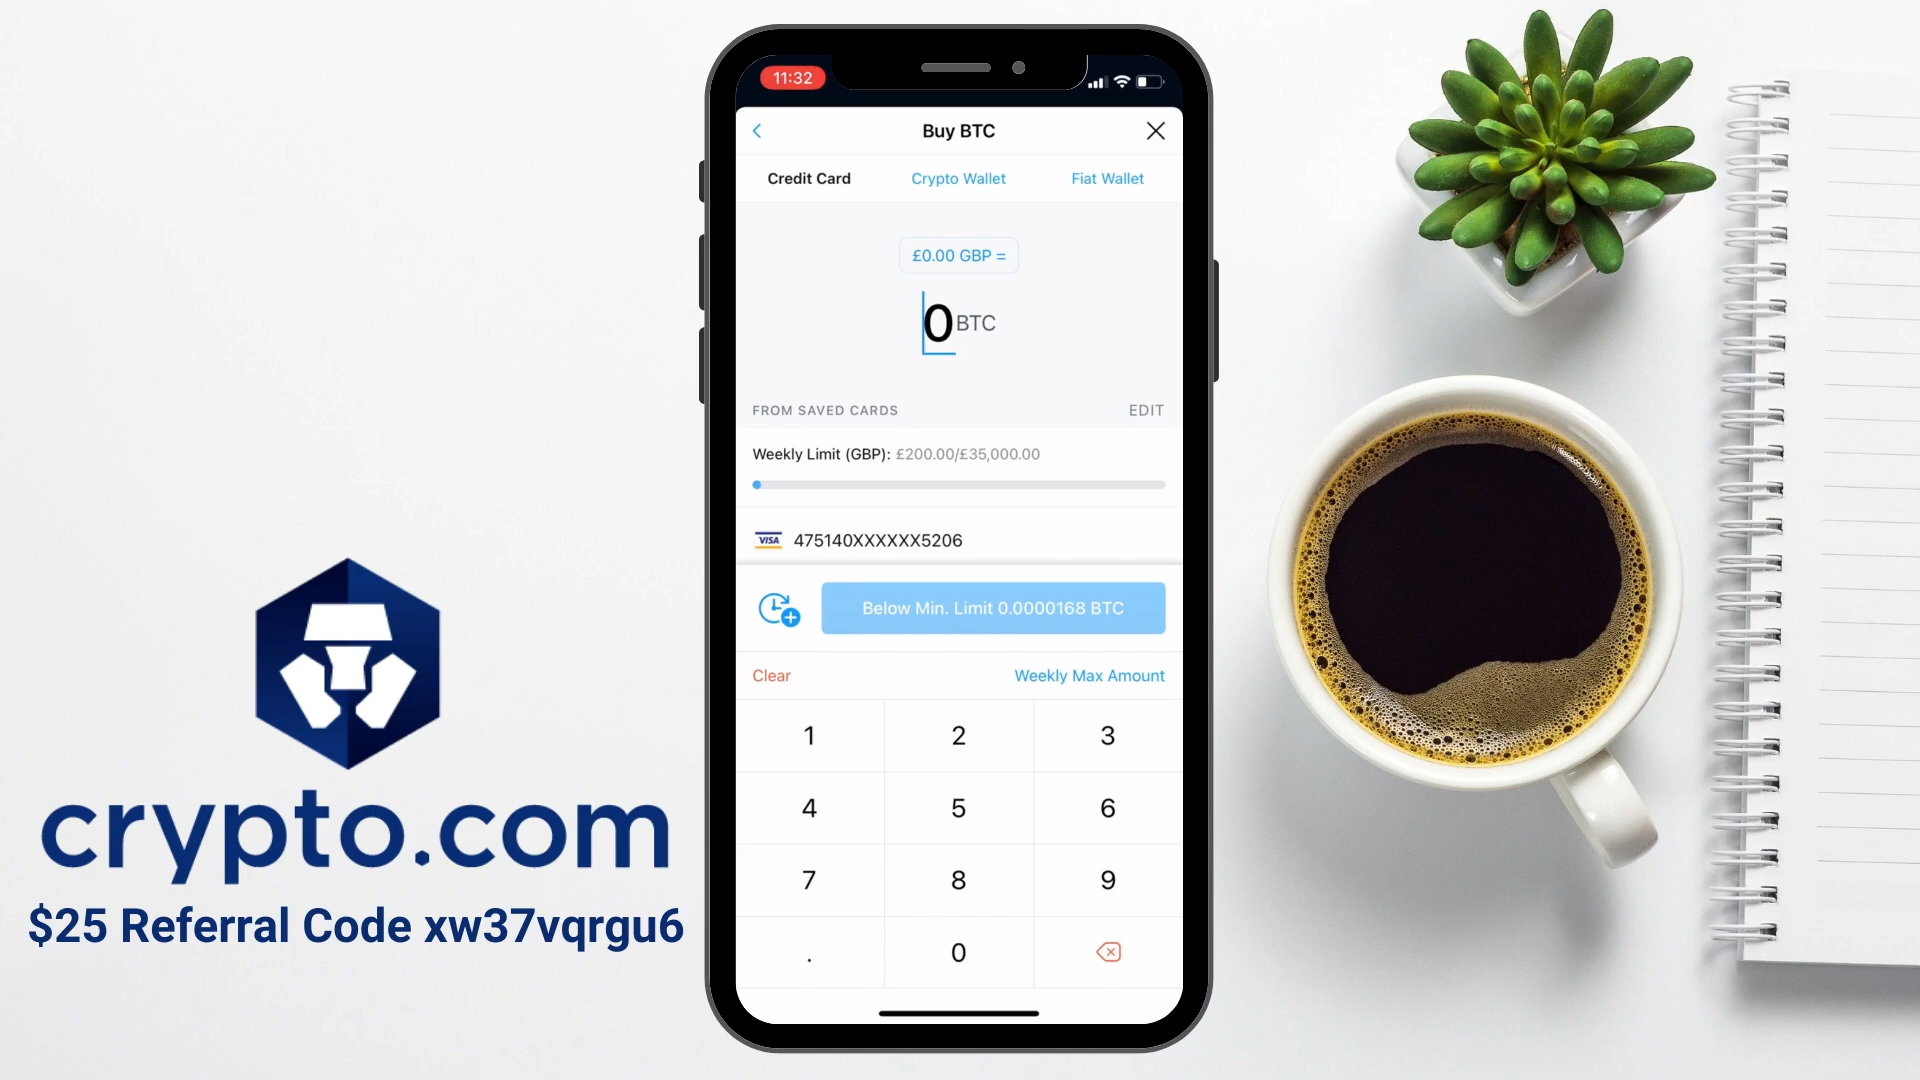 11:32
Buy BTC
Credit Card
Crypto Wallet
Fiat Wallet
£0.00 GBP =
0 BTC
FROM SAVED CARDS
EDIT
Weekly Limit (GBP): £200.00/£35,000.00
VISA 475140XXXXXX5206
Below Min. Limit 0.0000168 BTC
Clear
Weekly Max Amount
1 2 3
4 5 6
7 8 9
. 0
crypto.com
$25 Referral Code xw37vqrgu6